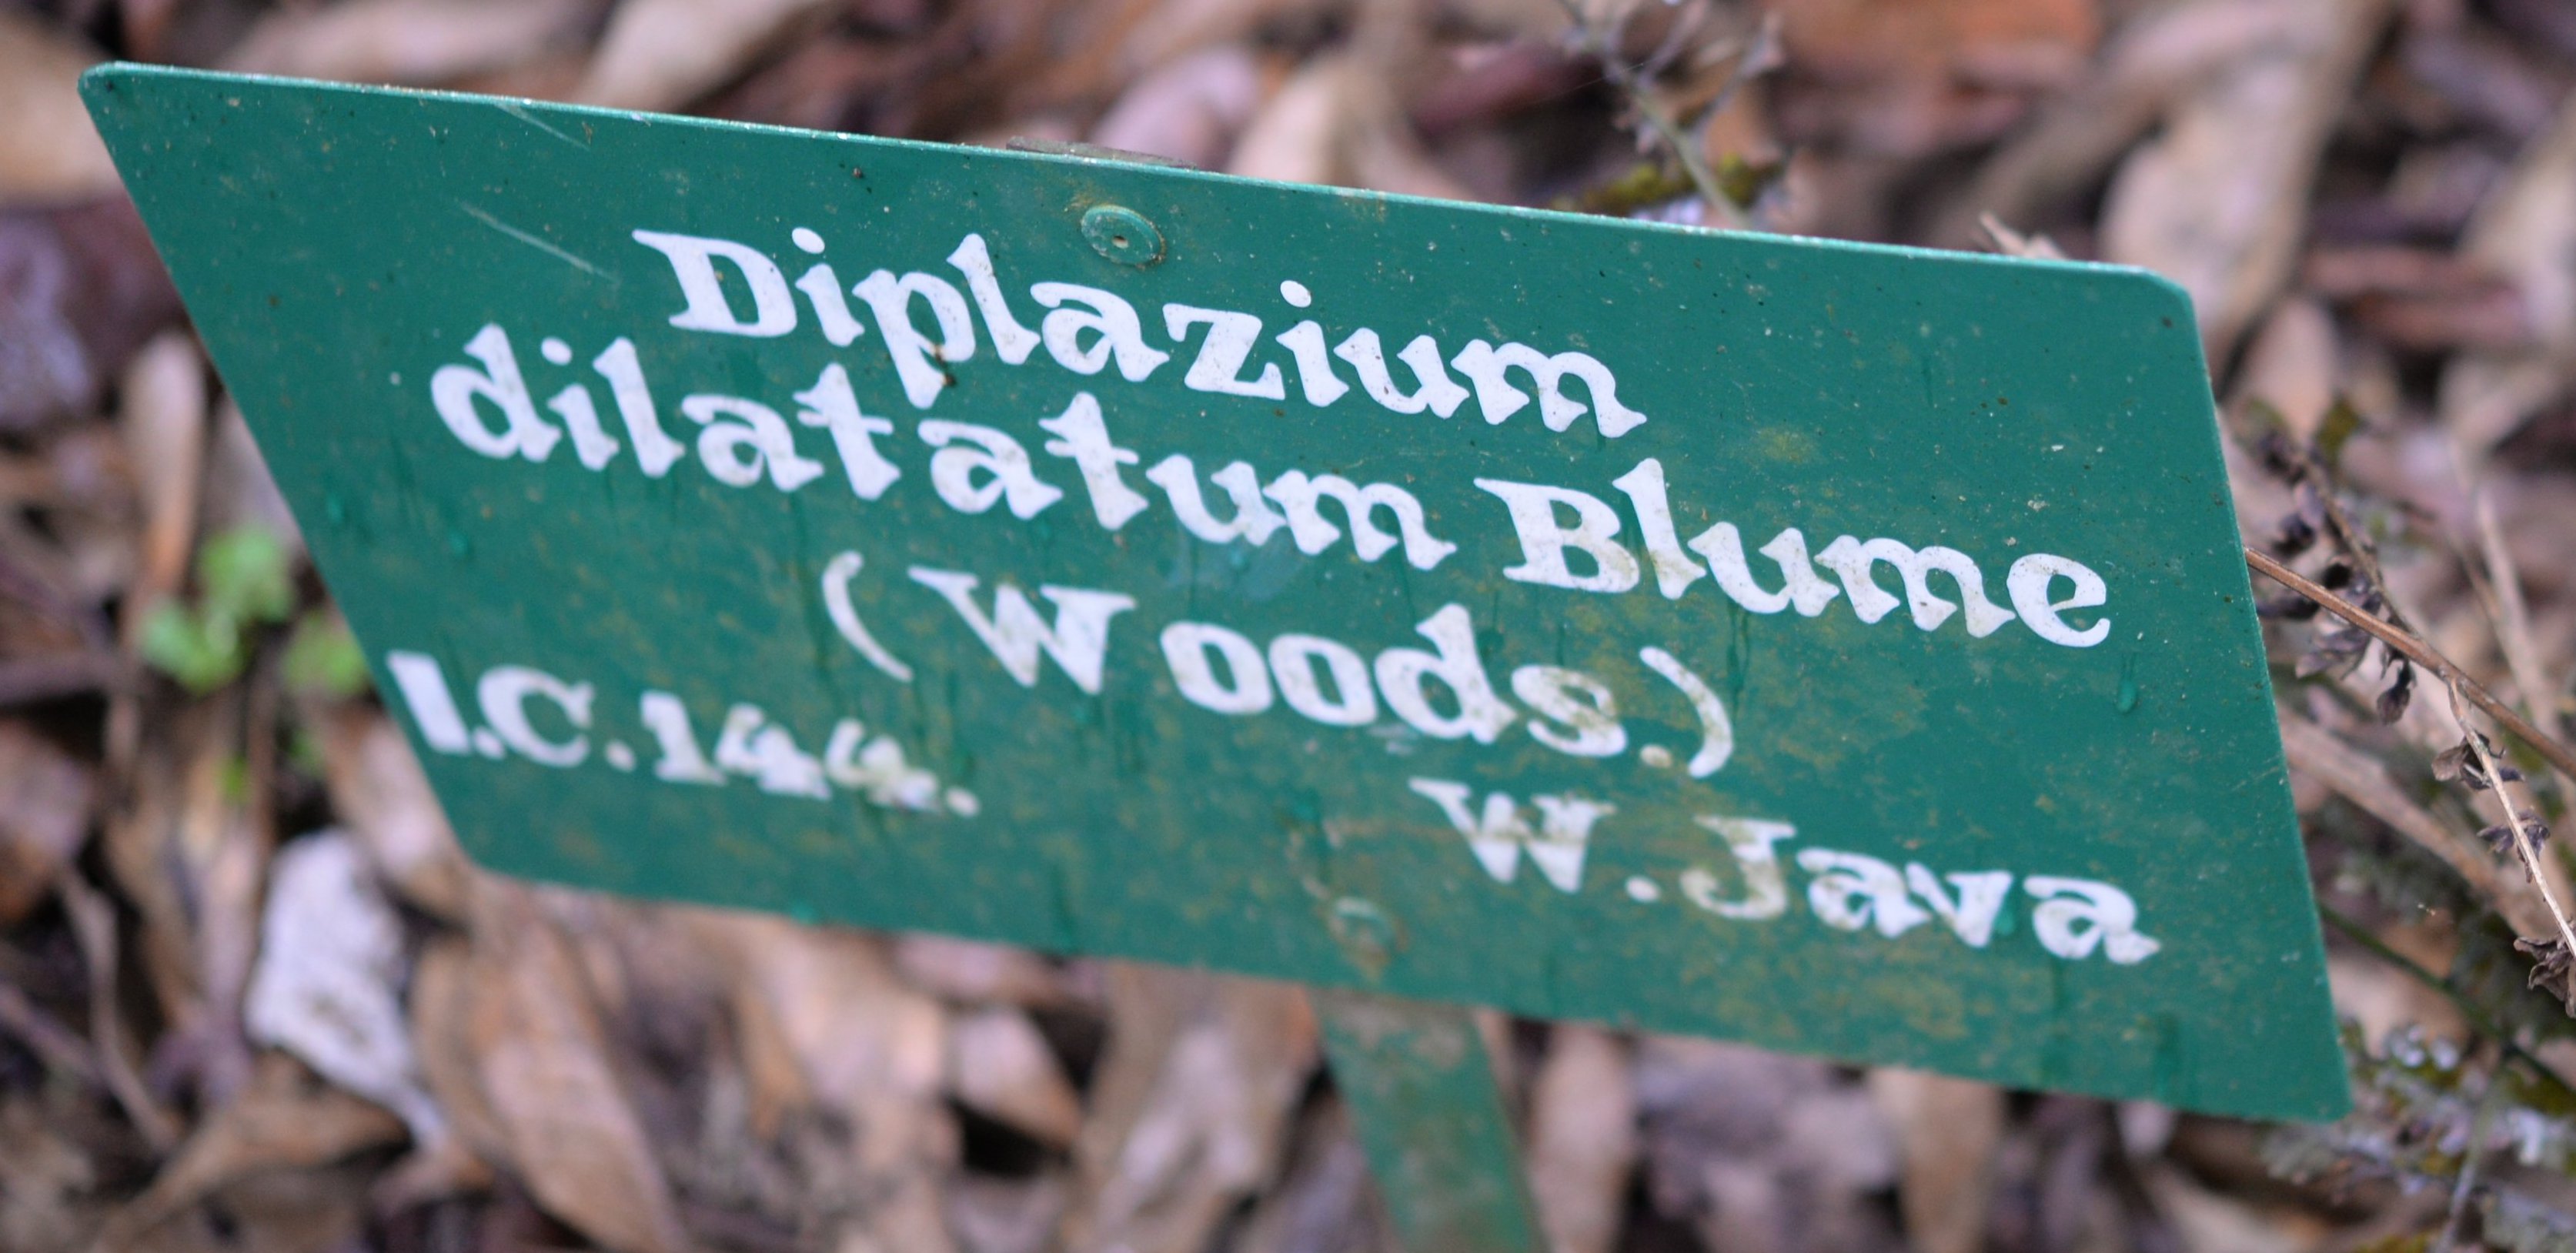 Diplazium
dilatatum Blume
(Woods.)
I.C.144.
W.Java